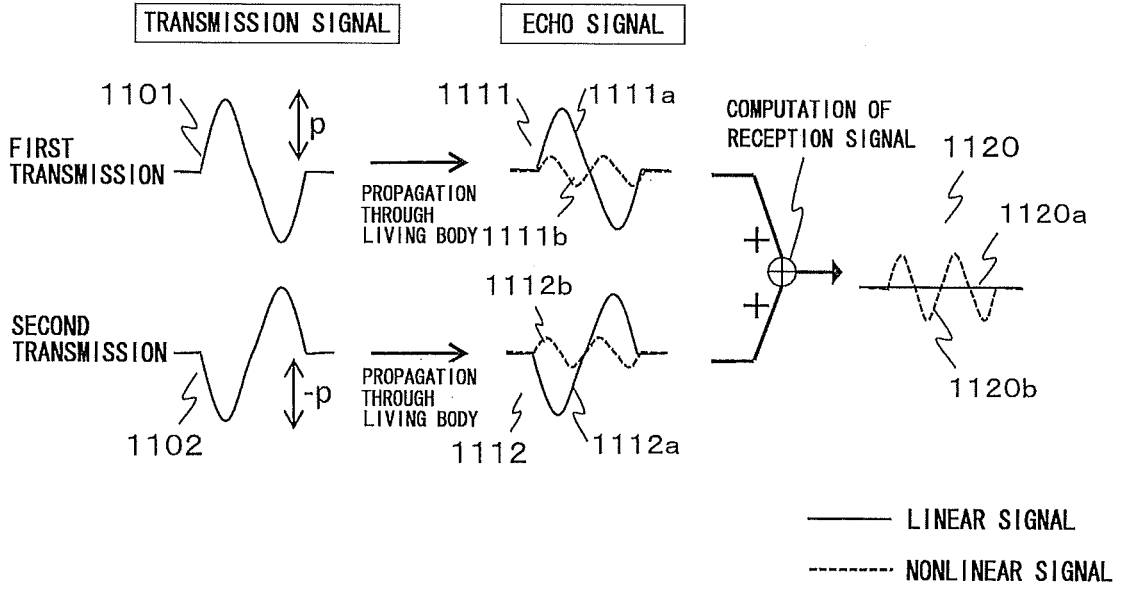 TRANSMISSION SIGNAL
ECHO SIGNAL
1101
p
FIRST
TRANSMISSION
PROPAGATION
THROUGH
LIVING BODY
1111
1111a
1111b
COMPUTATION OF
RECEPTION SIGNAL
+
+
1120
1120a
1120b
SECOND
TRANSMISSION
1102
-p
PROPAGATION
THROUGH
LIVING BODY
1112b
1112
1112a
LINEAR SIGNAL
NONLINEAR SIGNAL